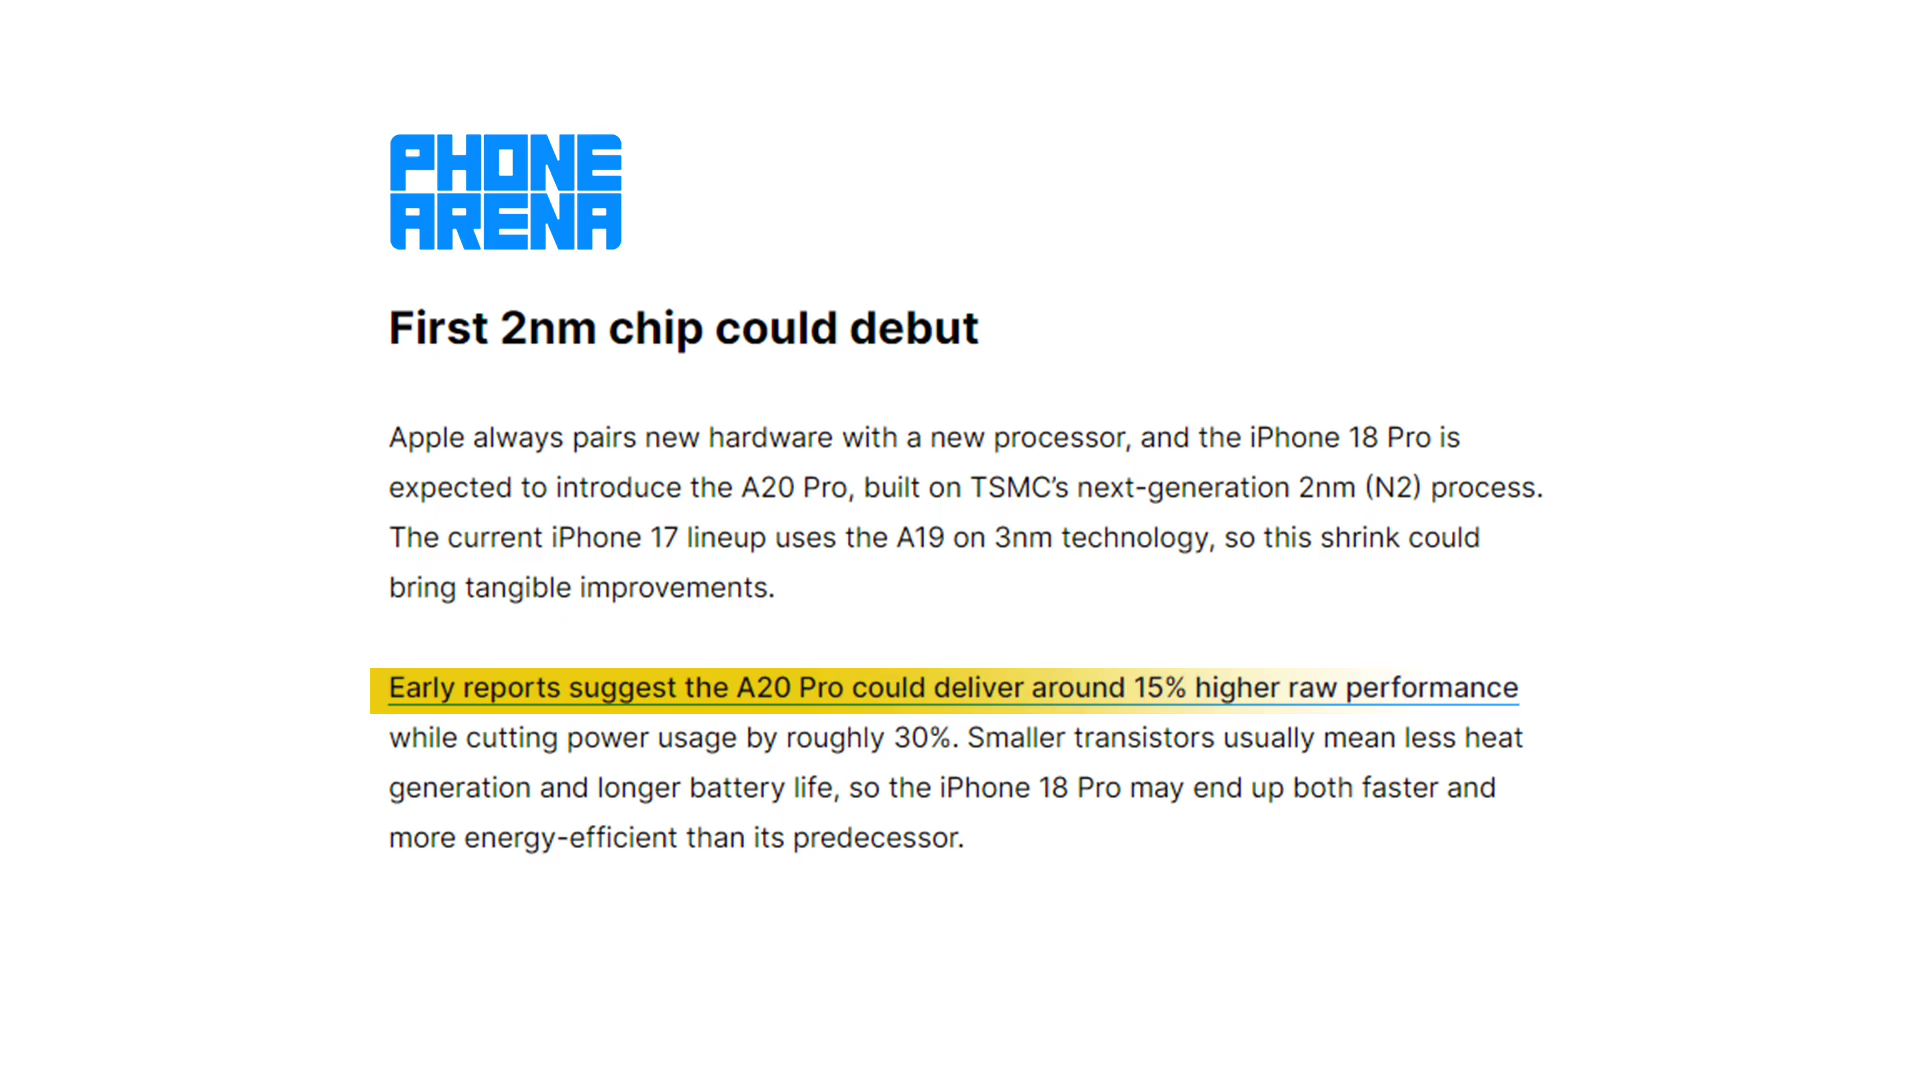 PHONE
ARENA
First 2nm chip could debut
Apple always pairs new hardware with a new processor, and the iPhone 18 Pro is
expected to introduce the A20 Pro, built on TSMC’s next-generation 2nm (N2) process.
The current iPhone 17 lineup uses the A19 on 3nm technology, so this shrink could
bring tangible improvements.
Early reports suggest the A20 Pro could deliver around 15% higher raw performance
while cutting power usage by roughly 30%. Smaller transistors usually mean less heat
generation and longer battery life, so the iPhone 18 Pro may end up both faster and
more energy-efficient than its predecessor.